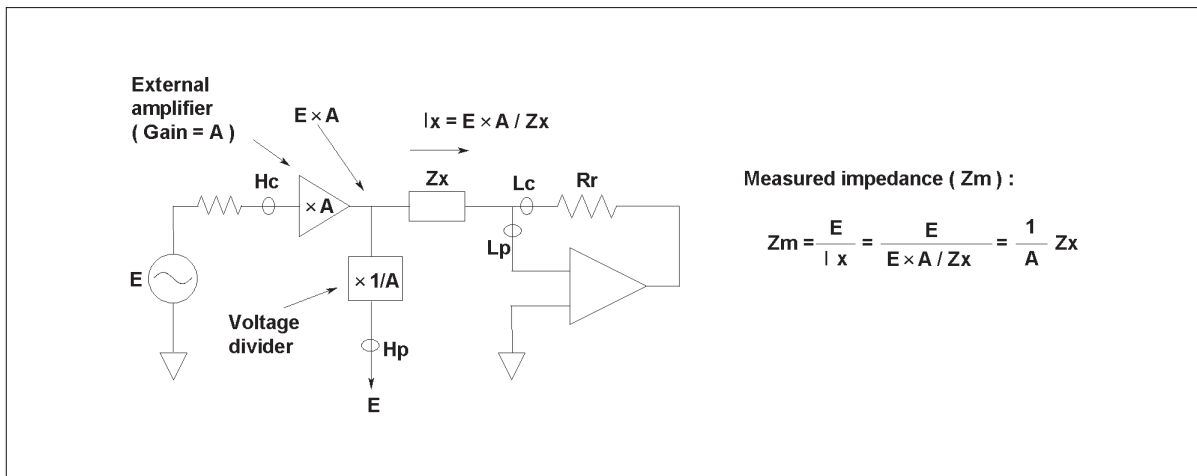 External
amplifier
( Gain = A )
E × A
Ix = E × A / Zx
Hc
× A
Zx
Lc
Rr
Lp
E
× 1/A
Voltage
divider
Hp
E
Measured impedance ( Zm ) :
Zm = E / Ix = E / E × A / Zx = 1 / A Zx